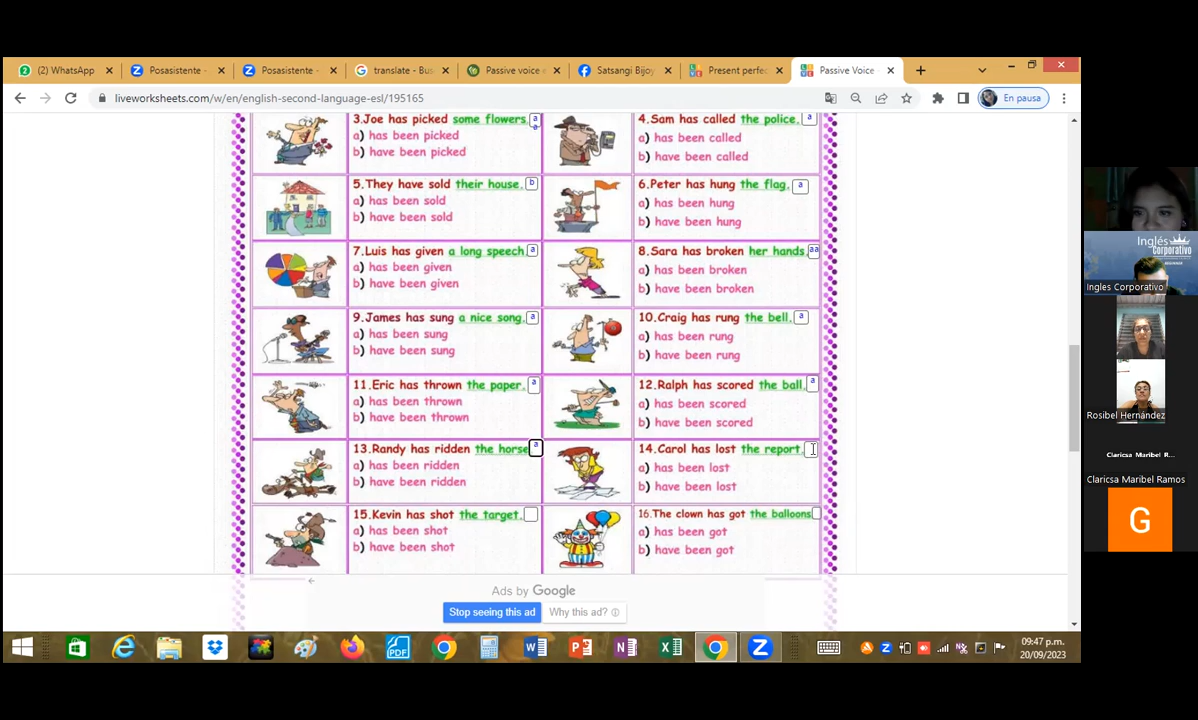 (2) WhatsApp
Posasistente -
Posasistente -
translate - Bus
Passive voice e
Satsangi Bijoy
Present perfec
Passive Voice -
liveworksheets.com/w/en/english-second-language-esl/195165
En pausa
3.Joe has picked some flowers. a
a
a) has been picked
b) have been picked
4.Sam has called the police. a
a) has been called
b) have been called
5.They have sold their house. b
a) has been sold
b) have been sold
6.Peter has hung the flag. a
a) has been hung
b) have been hung
7.Luis has given a long speech. a
a) has been given
b) have been given
8.Sara has broken her hands. aa
a) has been broken
b) have been broken
9.James has sung a nice song. a
a) has been sung
b) have been sung
10.Craig has rung the bell. a
a) has been rung
b) have been rung
11.Eric has thrown the paper. a
a) has been thrown
b) have been thrown
12.Ralph has scored the ball. a
a) has been scored
b) have been scored
13.Randy has ridden the horse a
a) has been ridden
b) have been ridden
14.Carol has lost the report.
a) has been lost
b) have been lost
15.Kevin has shot the target.
a) has been shot
b) have been shot
16.The clown has got the balloons
a) has been got
b) have been got
Ads by Google
Stop seeing this ad
Why this ad?
PDF
09:47 p.m.
20/09/2023
Inglés
Corporativo
Ingles Corporativo
Rosibel Hernández
Claricsa Maribel R...
Claricsa Maribel Ramos
G